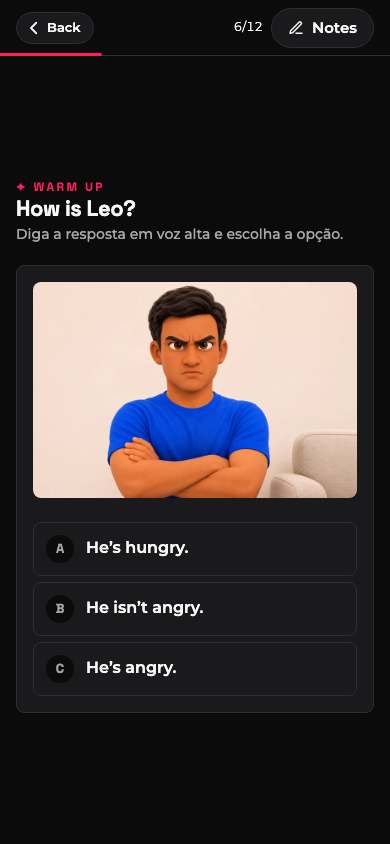 Back
6/12
Notes
WARM UP
How is Leo?
Diga a resposta em voz alta e escolha a opção.
A He’s hungry.
B He isn’t angry.
C He’s angry.